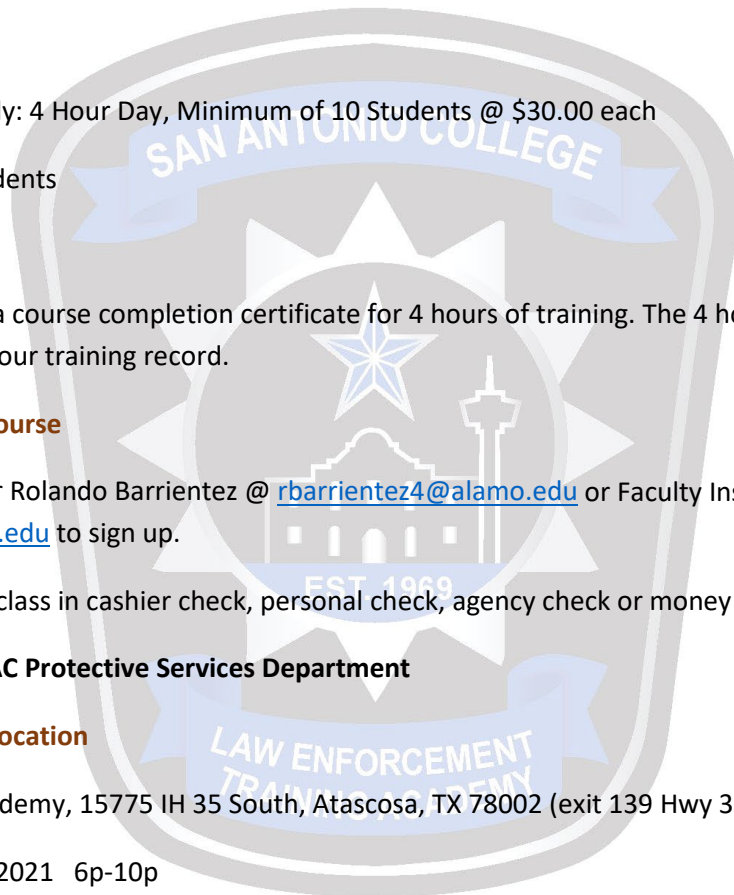 ly: 4 Hour Day, Minimum of 10 Students @ $30.00 each
SAN ANTONIO COLLEGE
dents
a course completion certificate for 4 hours of training. The 4 ho
our training record.
ourse
r Rolando Barrientez @ rbarrientez4@alamo.edu or Faculty Ins
.edu to sign up.
EST. 1969
class in cashier check, personal check, agency check or money
AC Protective Services Department
ocation
LAW ENFORCEMENT
TRAINING ACADEMY
demy, 15775 IH 35 South, Atascosa, TX 78002 (exit 139 Hwy 3
2021 6p-10p